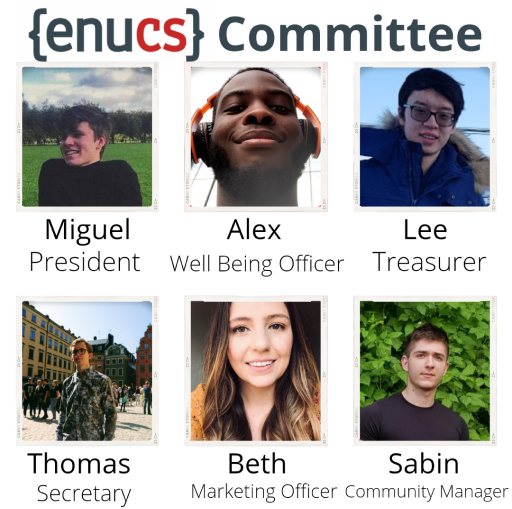 {enucs} Committee
Miguel Alex Lee
President Well Being Officer Treasurer
Thomas Beth Sabin
Secretary Marketing Officer Community Manager